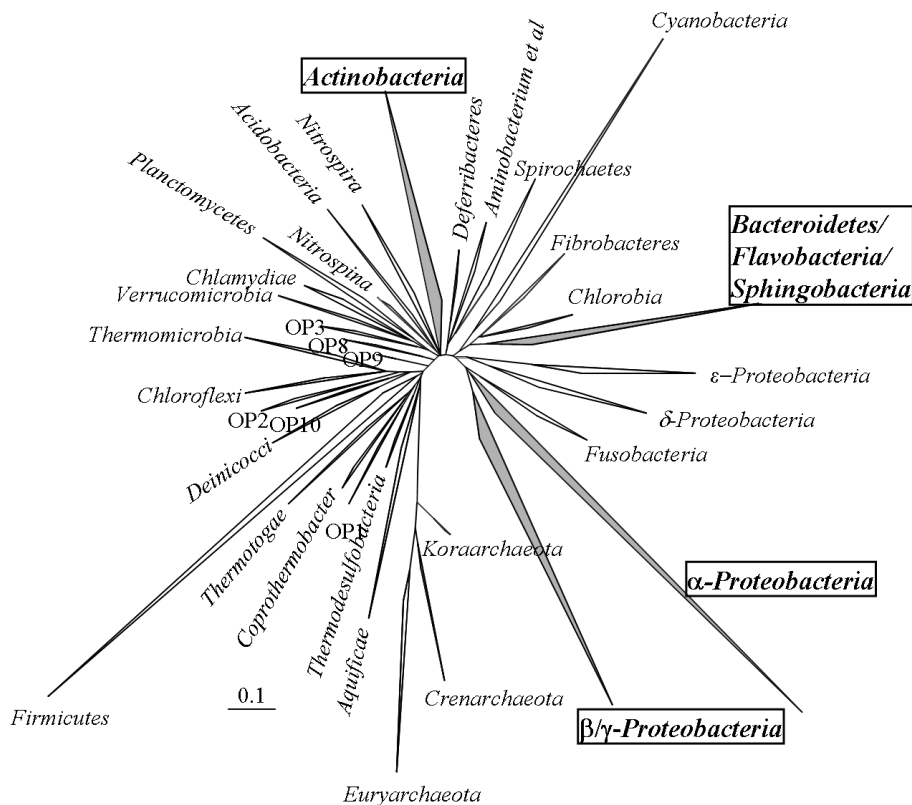 Cyanobacteria
Actinobacteria
Aminobacterium et al
Deferribacteres
Nitrospira
Acidobacteria
Spirochaetes
Planctomycetes
Bacteroidetes/
Flavobacteria/
Sphingobacteria
Fibrobacteres
Nitrospina
Chlamydiae
Verrucomicrobia
Chlorobia
OP3
Thermomicrobia
OP8
OP9
ε–Proteobacteria
Chloroflexi
OP2
OP10
δ-Proteobacteria
Deinicocci
Fusobacteria
Thermotogae
Coprothermobacter
OP1
Thermodesulfobacteria
Koraarchaeota
α-Proteobacteria
Aquificae
0.1
Crenarchaeota
Firmicutes
β/γ-Proteobacteria
Euryarchaeota